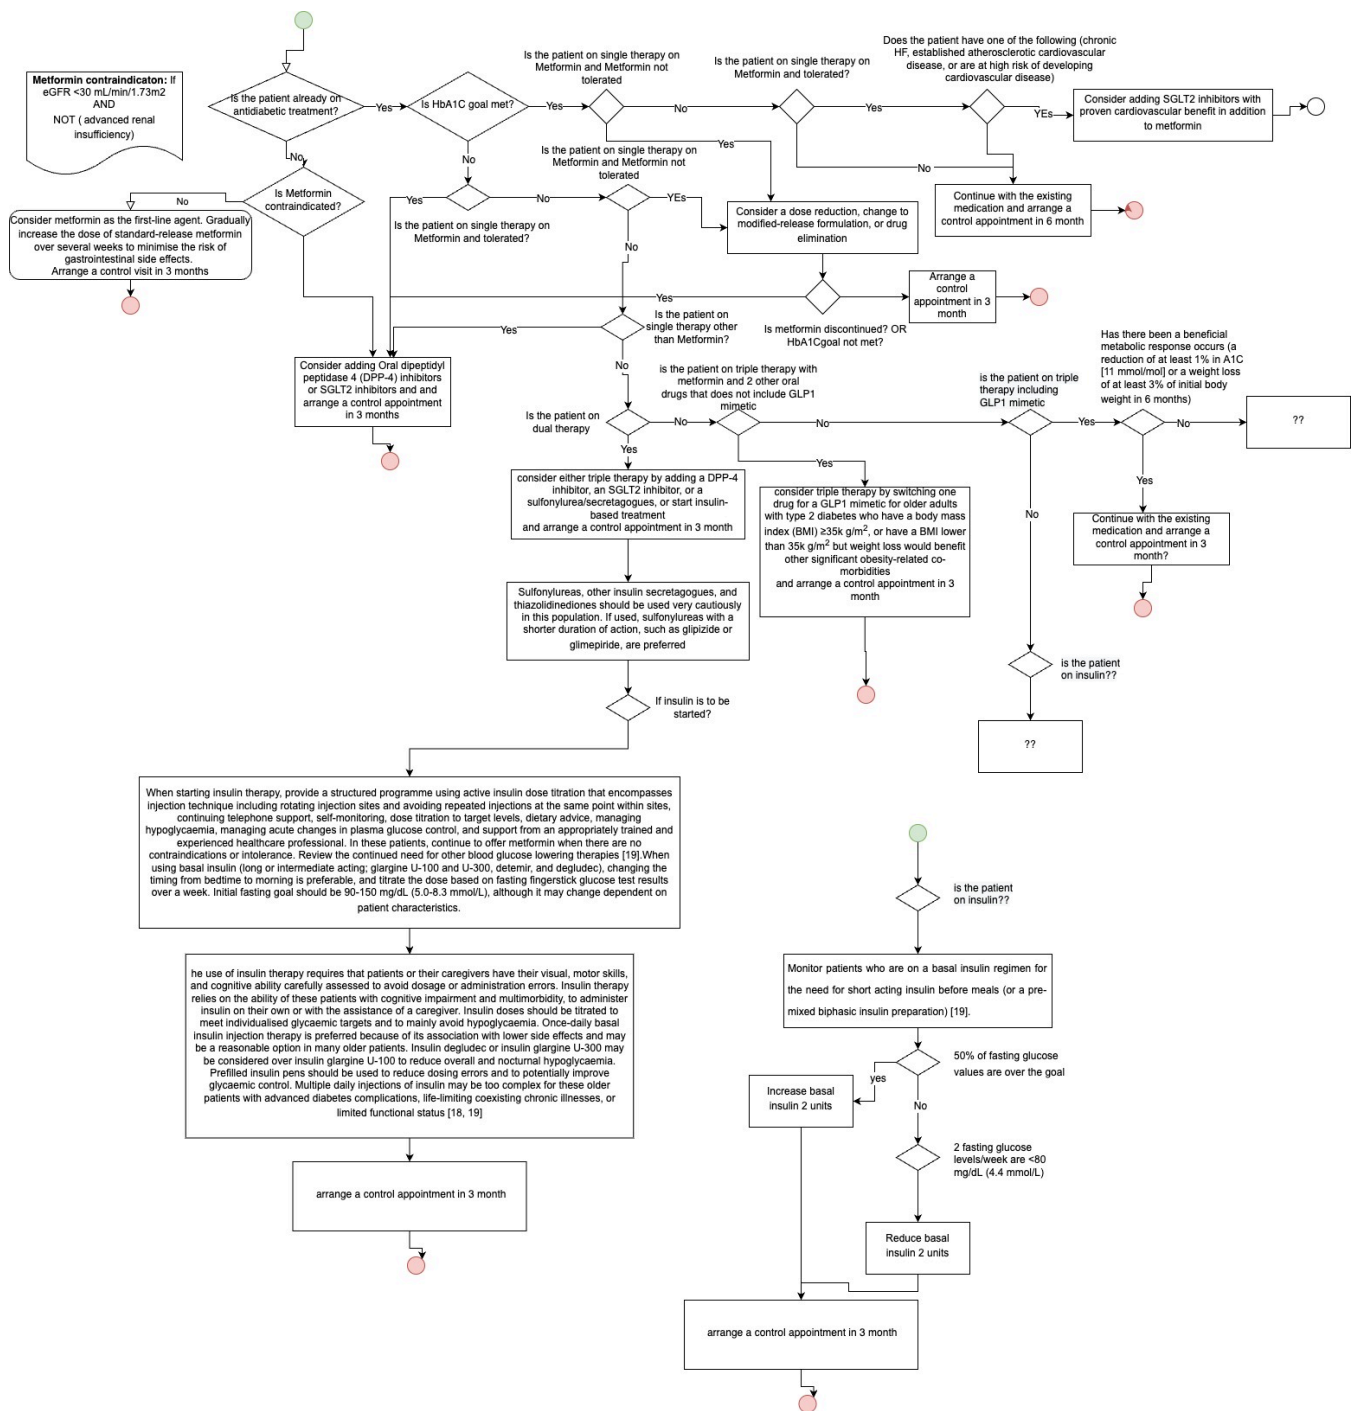 Metformin contraindicaton: If
eGFR <30 mL/min/1.73m2
AND
NOT ( advanced renal
insufficiency)
Is the patient already on
antidiabetic treatment?
Yes
Is HbA1C goal met?
Yes
Is the patient on single therapy on
Metformin and Metformin not
tolerated
No
Is the patient on single therapy on
Metformin and tolerated?
Yes
Does the patient have one of the following (chronic
HF, established atherosclerotic cardiovascular
disease, or are at high risk of developing
cardiovascular disease)
YEs
Consider adding SGLT2 inhibitors with
proven cardiovascular benefit in addition
to metformin
No
No
Yes
No
Is Metformin
contraindicated?
No
Consider metformin as the first-line agent. Gradually
increase the dose of standard-release metformin
over several weeks to minimise the risk of
gastrointestinal side effects.
Arrange a control visit in 3 months
Yes
Is the patient on single therapy on
Metformin and tolerated?
No
Is the patient on single therapy on
Metformin and Metformin not
tolerated
YEs
Consider a dose reduction, change to
modified-release formulation, or drug
elimination
Continue with the existing
medication and arrange a
control appointment in 6 month
No
Yes
Is metformin discontinued? OR
HbA1Cgoal not met?
Arrange a
control
appointment in 3
month
Yes
Is the patient on
single therapy other
than Metformin?
No
Consider adding Oral dipeptidyl
peptidase 4 (DPP-4) inhibitors
or SGLT2 inhibitors and and
arrange a control appointment
in 3 months
Is the patient on
dual therapy
No
is the patient on triple therapy with
metformin and 2 other oral
drugs that does not include GLP1
mimetic
No
is the patient on triple
therapy including
GLP1 mimetic
Yes
Has there been a beneficial
metabolic response occurs (a
reduction of at least 1% in A1C
[11 mmol/mol] or a weight loss
of at least 3% of initial body
weight in 6 months)
No
??
Yes
consider either triple therapy by adding a DPP-4
inhibitor, an SGLT2 inhibitor, or a
sulfonylurea/secretagogues, or start insulin-
based treatment
and arrange a control appointment in 3 month
Yes
consider triple therapy by switching one
drug for a GLP1 mimetic for older adults
with type 2 diabetes who have a body mass
index (BMI) ≥35k g/m2, or have a BMI lower
than 35k g/m2 but weight loss would benefit
other significant obesity-related co-
morbidities
and arrange a control appointment in 3
month
No
Yes
Continue with the existing
medication and arrange a
control appointment in 3
month?
Sulfonylureas, other insulin secretagogues, and
thiazolidinediones should be used very cautiously
in this population. If used, sulfonylureas with a
shorter duration of action, such as glipizide or
glimepiride, are preferred
is the patient
on insulin??
??
If insulin is to be
started?
When starting insulin therapy, provide a structured programme using active insulin dose titration that encompasses
injection technique including rotating injection sites and avoiding repeated injections at the same point within sites,
continuing telephone support, self-monitoring, dose titration to target levels, dietary advice, managing
hypoglycaemia, managing acute changes in plasma glucose control, and support from an appropriately trained and
experienced healthcare professional. In these patients, continue to offer metformin when there are no
contraindications or intolerance. Review the continued need for other blood glucose lowering therapies [19].When
using basal insulin (long or intermediate acting; glargine U-100 and U-300, detemir, and degludec), changing the
timing from bedtime to morning is preferable, and titrate the dose based on fasting fingerstick glucose test results
over a week. Initial fasting goal should be 90-150 mg/dL (5.0-8.3 mmol/L), although it may change dependent on
patient characteristics.
he use of insulin therapy requires that patients or their caregivers have their visual, motor skills,
and cognitive ability carefully assessed to avoid dosage or administration errors. Insulin therapy
relies on the ability of these patients with cognitive impairment and multimorbidity, to administer
insulin on their own or with the assistance of a caregiver. Insulin doses should be titrated to
meet individualised glycaemic targets and to mainly avoid hypoglycaemia. Once-daily basal
insulin injection therapy is preferred because of its association with lower side effects and may
be a reasonable option in many older patients. Insulin degludec or insulin glargine U-300 may
be considered over insulin glargine U-100 to reduce overall and nocturnal hypoglycaemia.
Prefilled insulin pens should be used to reduce dosing errors and to potentially improve
glycaemic control. Multiple daily injections of insulin may be too complex for these older
patients with advanced diabetes complications, life-limiting coexisting chronic illnesses, or
limited functional status [18, 19]
arrange a control appointment in 3 month
is the patient
on insulin??
Monitor patients who are on a basal insulin regimen for
the need for short acting insulin before meals (or a pre-
mixed biphasic insulin preparation) [19].
50% of fasting glucose
values are over the goal
yes
Increase basal
insulin 2 units
No
2 fasting glucose
levels/week are <80
mg/dL (4.4 mmol/L)
Reduce basal
insulin 2 units
arrange a control appointment in 3 month